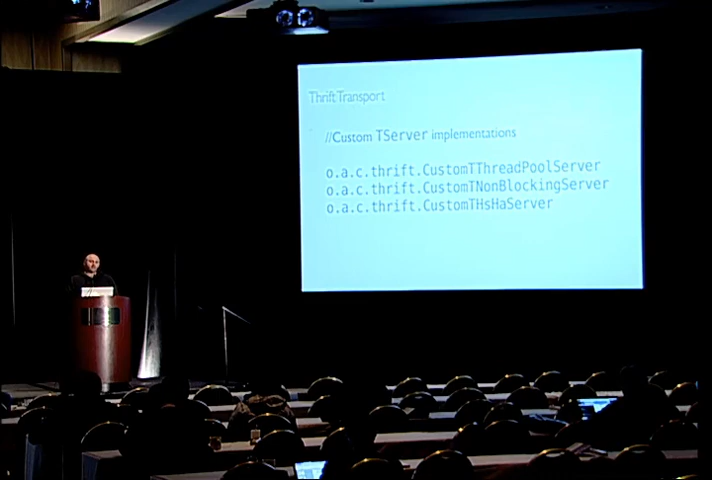 Thrift Transport
//Custom TServer implementations
o.a.c.thrift.CustomTThreadPoolServer
o.a.c.thrift.CustomTNonBlockingServer
o.a.c.thrift.CustomTHsHaServer